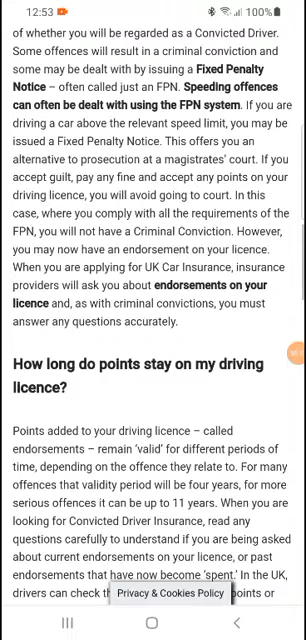 12:53
100%
of whether you will be regarded as a Convicted Driver.
Some offences will result in a criminal conviction and
some may be dealt with by issuing a Fixed Penalty
Notice – often called just an FPN. Speeding offences
can often be dealt with using the FPN system. If you are
driving a car above the relevant speed limit, you may be
issued a Fixed Penalty Notice. This offers you an
alternative to prosecution at a magistrates’ court. If you
accept guilt, pay any fine and accept any points on your
driving licence, you will avoid going to court. In this
case, where you comply with all the requirements of the
FPN, you will not have a Criminal Conviction. However,
you may now have an endorsement on your licence.
When you are applying for UK Car Insurance, insurance
providers will ask you about endorsements on your
licence and, as with criminal convictions, you must
answer any questions accurately.
How long do points stay on my driving
licence?
Points added to your driving licence – called
endorsements – remain ‘valid’ for different periods of
time, depending on the offence they relate to. For many
offences that validity period will be four years, for more
serious offences it can be up to 11 years. When you are
looking for Convicted Driver Insurance, read any
questions carefully to understand if you are being asked
about current endorsements on your licence, or past
endorsements that have now become ‘spent.’ In the UK,
drivers can check th
points or
Privacy & Cookies Policy